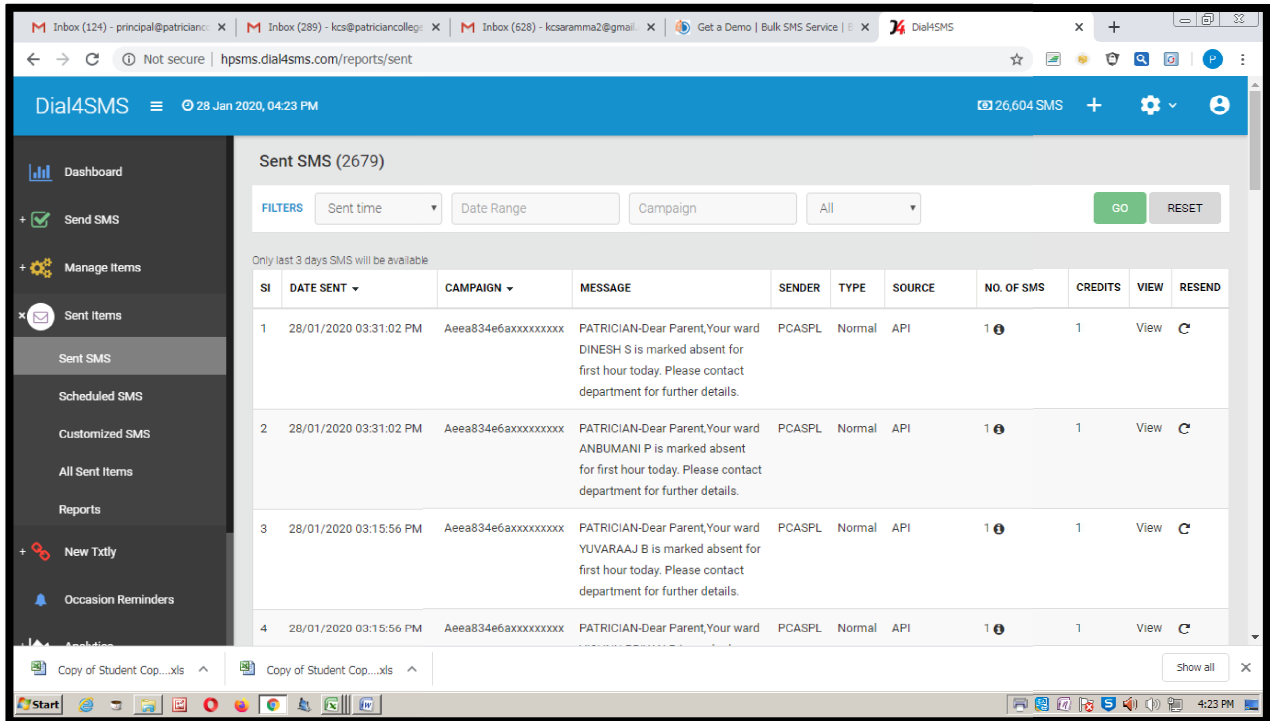 Inbox (124) - principal@patricianc
Inbox (289) - kcs@patriciancollege
Inbox (628) - kcsaramma2@gmail.
Get a Demo | Bulk SMS Service |
Dial4SMS
Not secure | hpsms.dial4sms.com/reports/sent
P
Dial4SMS
28 Jan 2020, 04:23 PM
26,604 SMS
Dashboard
+ Send SMS
+ Manage Items
× Sent Items
Sent SMS
Scheduled SMS
Customized SMS
All Sent Items
Reports
+ New Txtly
Occasion Reminders
Sent SMS (2679)
FILTERS Sent time Date Range Campaign All GO RESET
Only last 3 days SMS will be available
SI DATE SENT CAMPAIGN MESSAGE SENDER TYPE SOURCE NO. OF SMS CREDITS VIEW RESEND
1 28/01/2020 03:31:02 PM Aeea834e6axxxxxxxxx PATRICIAN-Dear Parent,Your ward PCASPL Normal API 1 1 View
DINESH S is marked absent for
first hour today. Please contact
department for further details.
2 28/01/2020 03:31:02 PM Aeea834e6axxxxxxxxx PATRICIAN-Dear Parent,Your ward PCASPL Normal API 1 1 View
ANBUMANI P is marked absent
for first hour today. Please contact
department for further details.
3 28/01/2020 03:15:56 PM Aeea834e6axxxxxxxxx PATRICIAN-Dear Parent,Your ward PCASPL Normal API 1 1 View
YUVARAAJ B is marked absent for
first hour today. Please contact
department for further details.
4 28/01/2020 03:15:56 PM Aeea834e6axxxxxxxxx PATRICIAN-Dear Parent,Your ward PCASPL Normal API 1 1 View
Copy of Student Cop....xls
Copy of Student Cop....xls
Show all
Start
4:23 PM